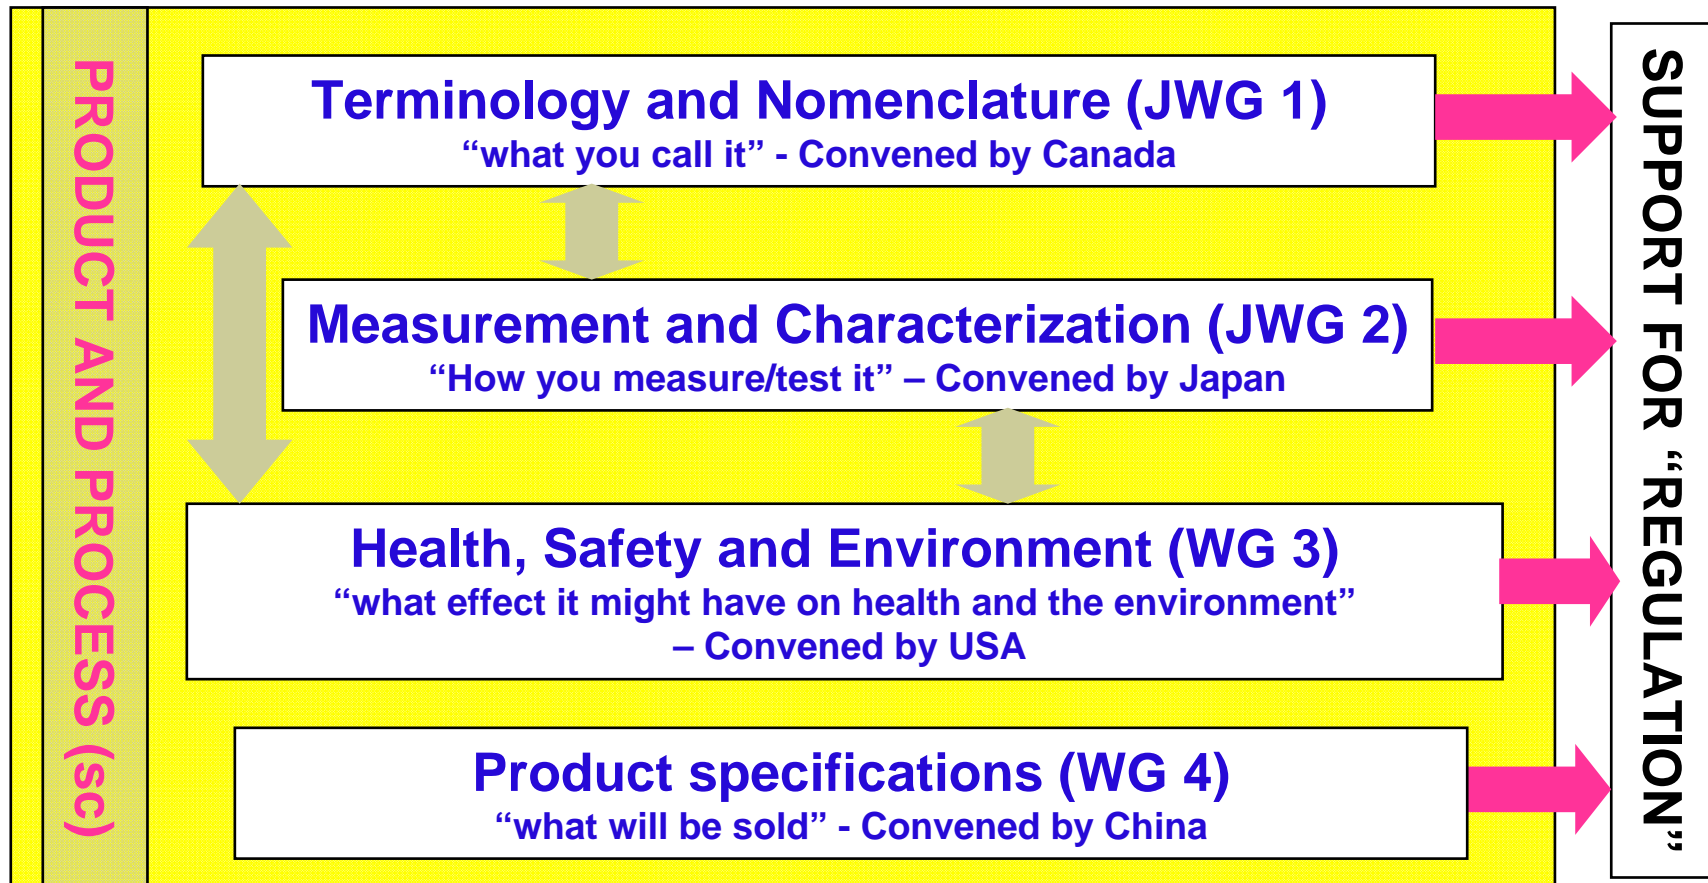 PRODUCT AND PROCESS (sc)
Terminology and Nomenclature (JWG 1)
“what you call it” - Convened by Canada
Measurement and Characterization (JWG 2)
“How you measure/test it” – Convened by Japan
Health, Safety and Environment (WG 3)
“what effect it might have on health and the environment”
– Convened by USA
Product specifications (WG 4)
“what will be sold” - Convened by China
SUPPORT FOR “REGULATION”